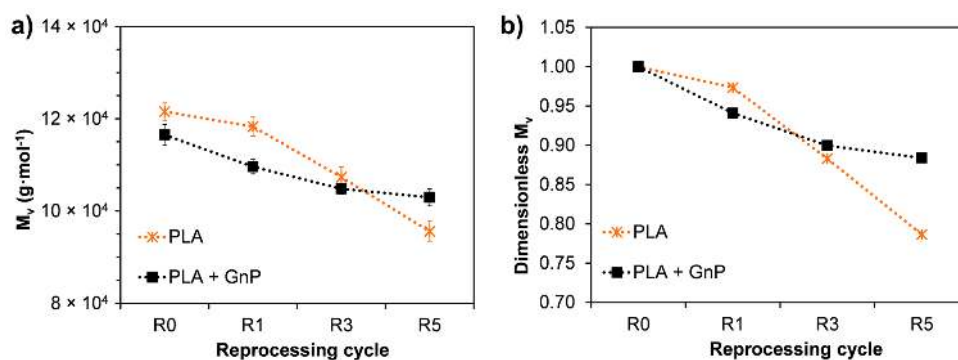 a)
14 × 10⁴
12 × 10⁴
10 × 10⁴
8 × 10⁴
Mᵥ (g·mol⁻¹)
PLA
PLA + GnP
R0 R1 R3 R5
Reprocessing cycle
b)
1.05
1.00
0.95
0.90
0.85
0.80
0.75
0.70
Dimensionless Mᵥ
PLA
PLA + GnP
R0 R1 R3 R5
Reprocessing cycle